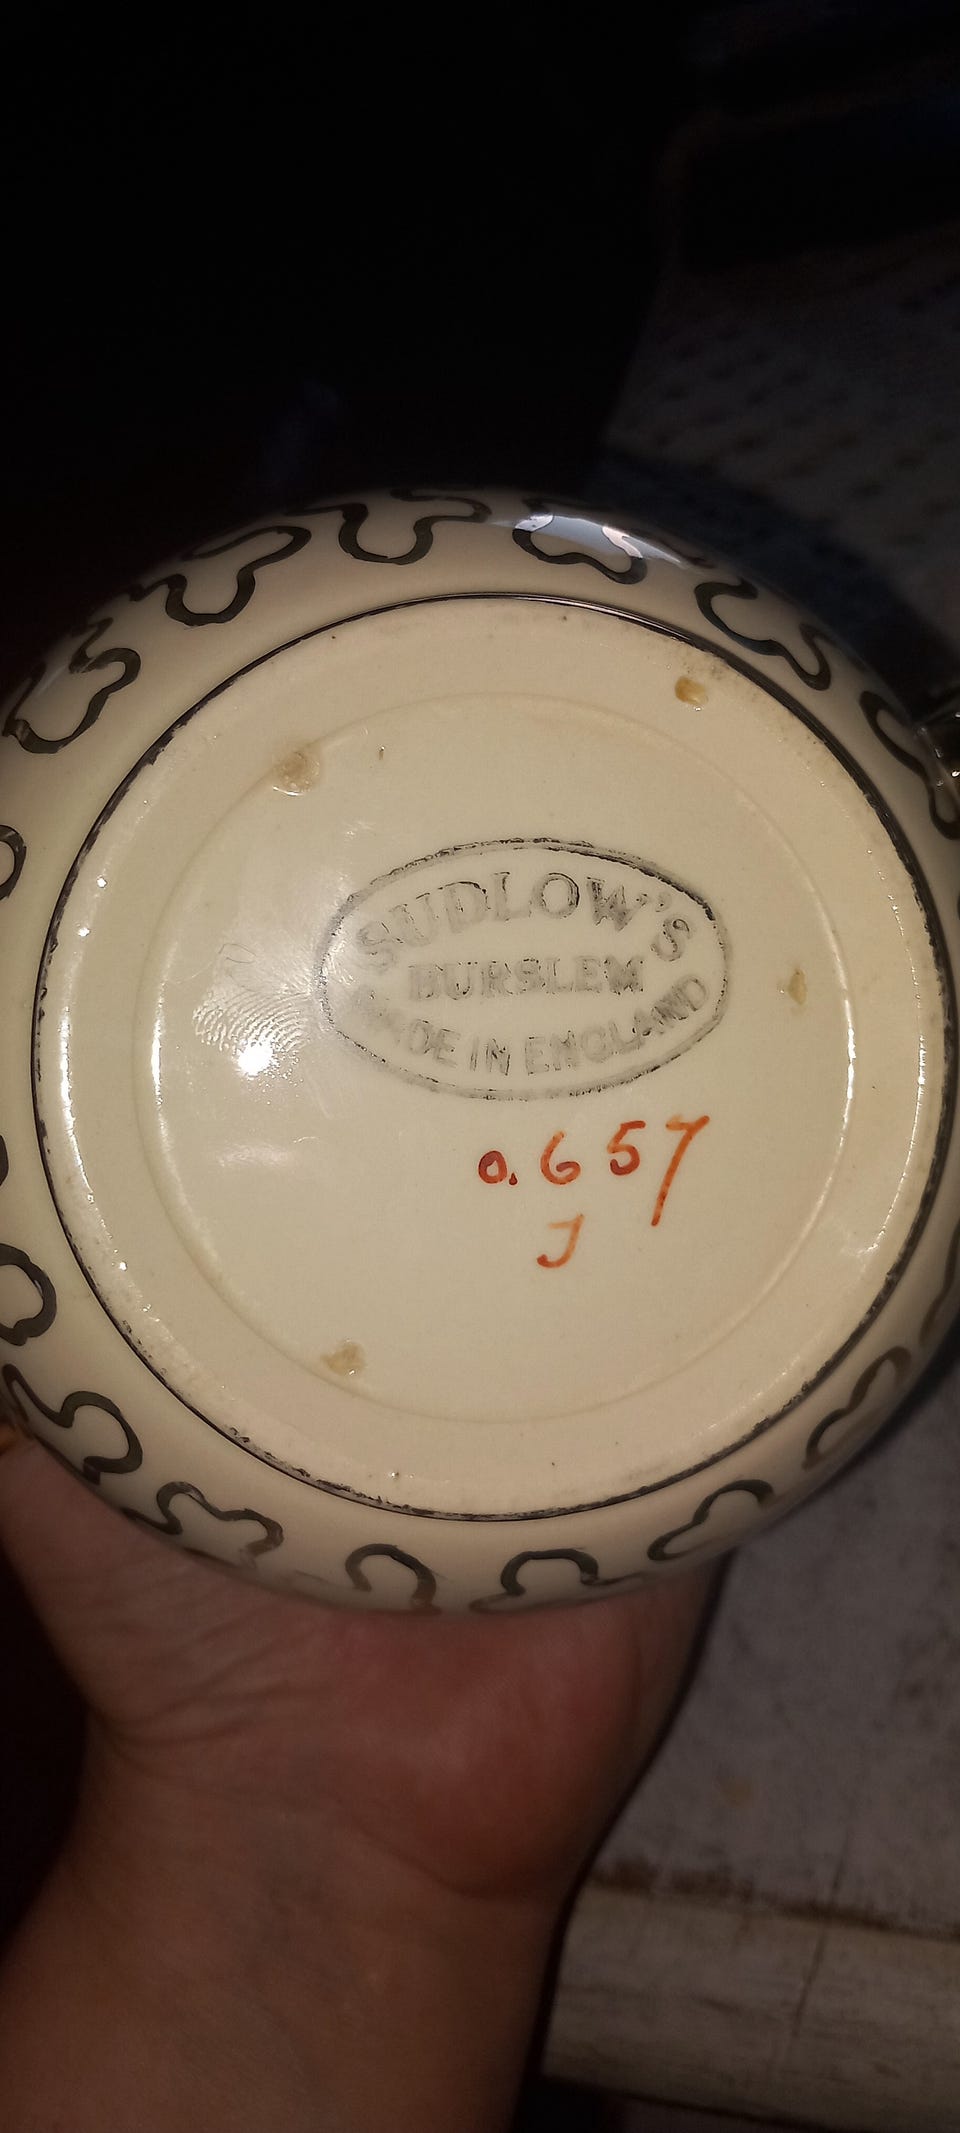 SUDLOW'S
BURSLEM
MADE IN ENGLAND
0.657
J